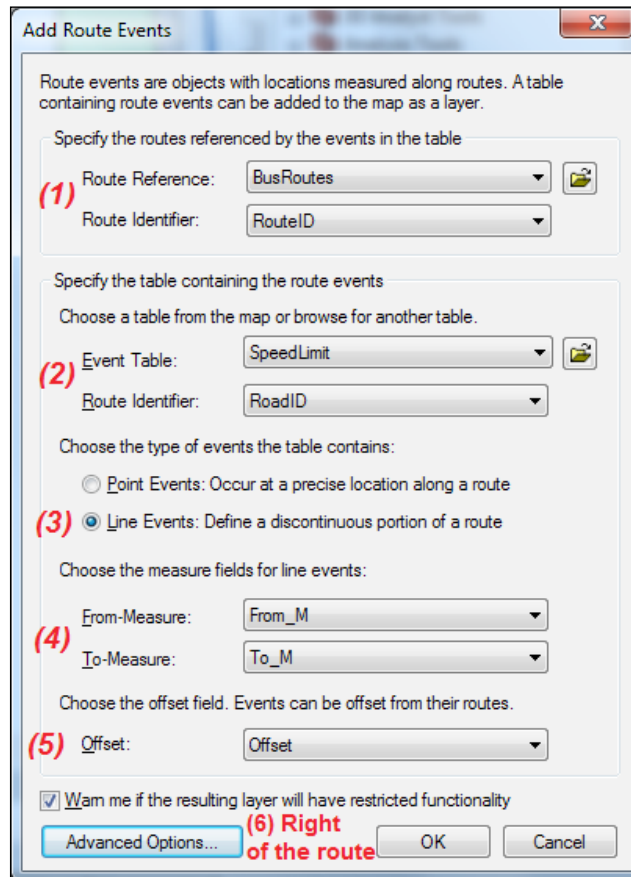 Add Route Events
Route events are objects with locations measured along routes. A table
containing route events can be added to the map as a layer.
Specify the routes referenced by the events in the table
(1)
Route Reference: BusRoutes
Route Identifier: RouteID
Specify the table containing the route events
Choose a table from the map or browse for another table.
(2)
Event Table: SpeedLimit
Route Identifier: RoadID
Choose the type of events the table contains:
Point Events: Occur at a precise location along a route
(3) Line Events: Define a discontinuous portion of a route
Choose the measure fields for line events:
(4)
From-Measure: From_M
To-Measure: To_M
Choose the offset field. Events can be offset from their routes.
(5) Offset: Offset
Warn me if the resulting layer will have restricted functionality
Advanced Options...
(6) Right
of the route
OK
Cancel